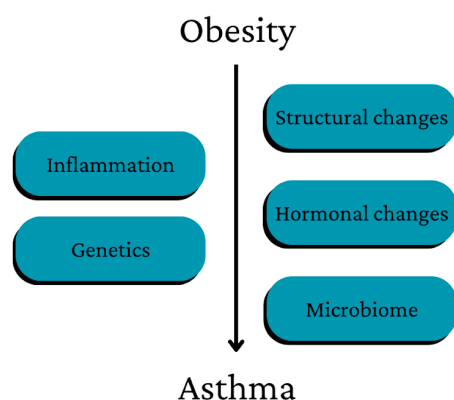 Obesity
Structural changes
Inflammation
Hormonal changes
Genetics
Microbiome
Asthma